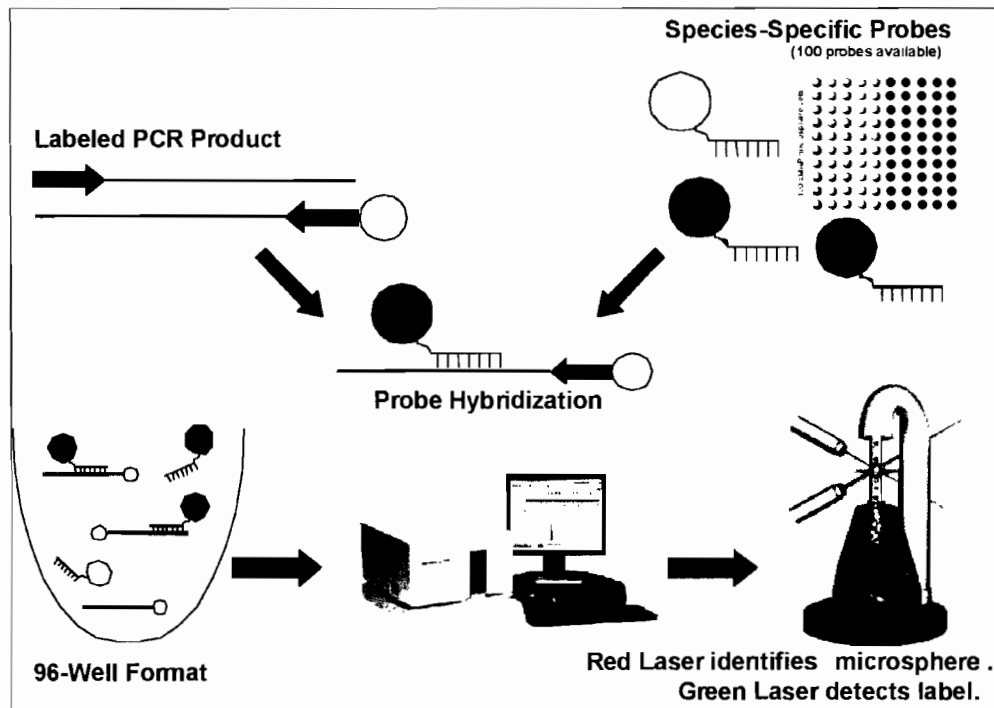 Species-Specific Probes
(100 probes available)
Labeled PCR Product
Probe Hybridization
96-Well Format
Red Laser identifies microsphere .
Green Laser detects label.